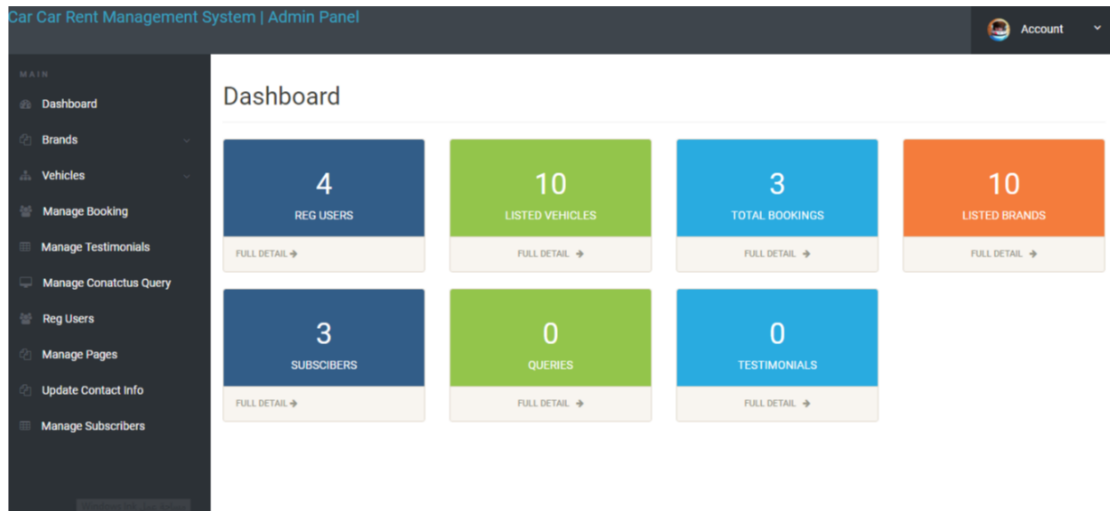 Car Car Rent Management System | Admin Panel
Account
MAIN
Dashboard
Brands
Vehicles
Manage Booking
Manage Testimonials
Manage Conatctus Query
Reg Users
Manage Pages
Update Contact Info
Manage Subscribers
Dashboard
4
REG USERS
FULL DETAIL
10
LISTED VEHICLES
FULL DETAIL
3
TOTAL BOOKINGS
FULL DETAIL
10
LISTED BRANDS
FULL DETAIL
3
SUBSCIBERS
FULL DETAIL
0
QUERIES
FULL DETAIL
0
TESTIMONIALS
FULL DETAIL